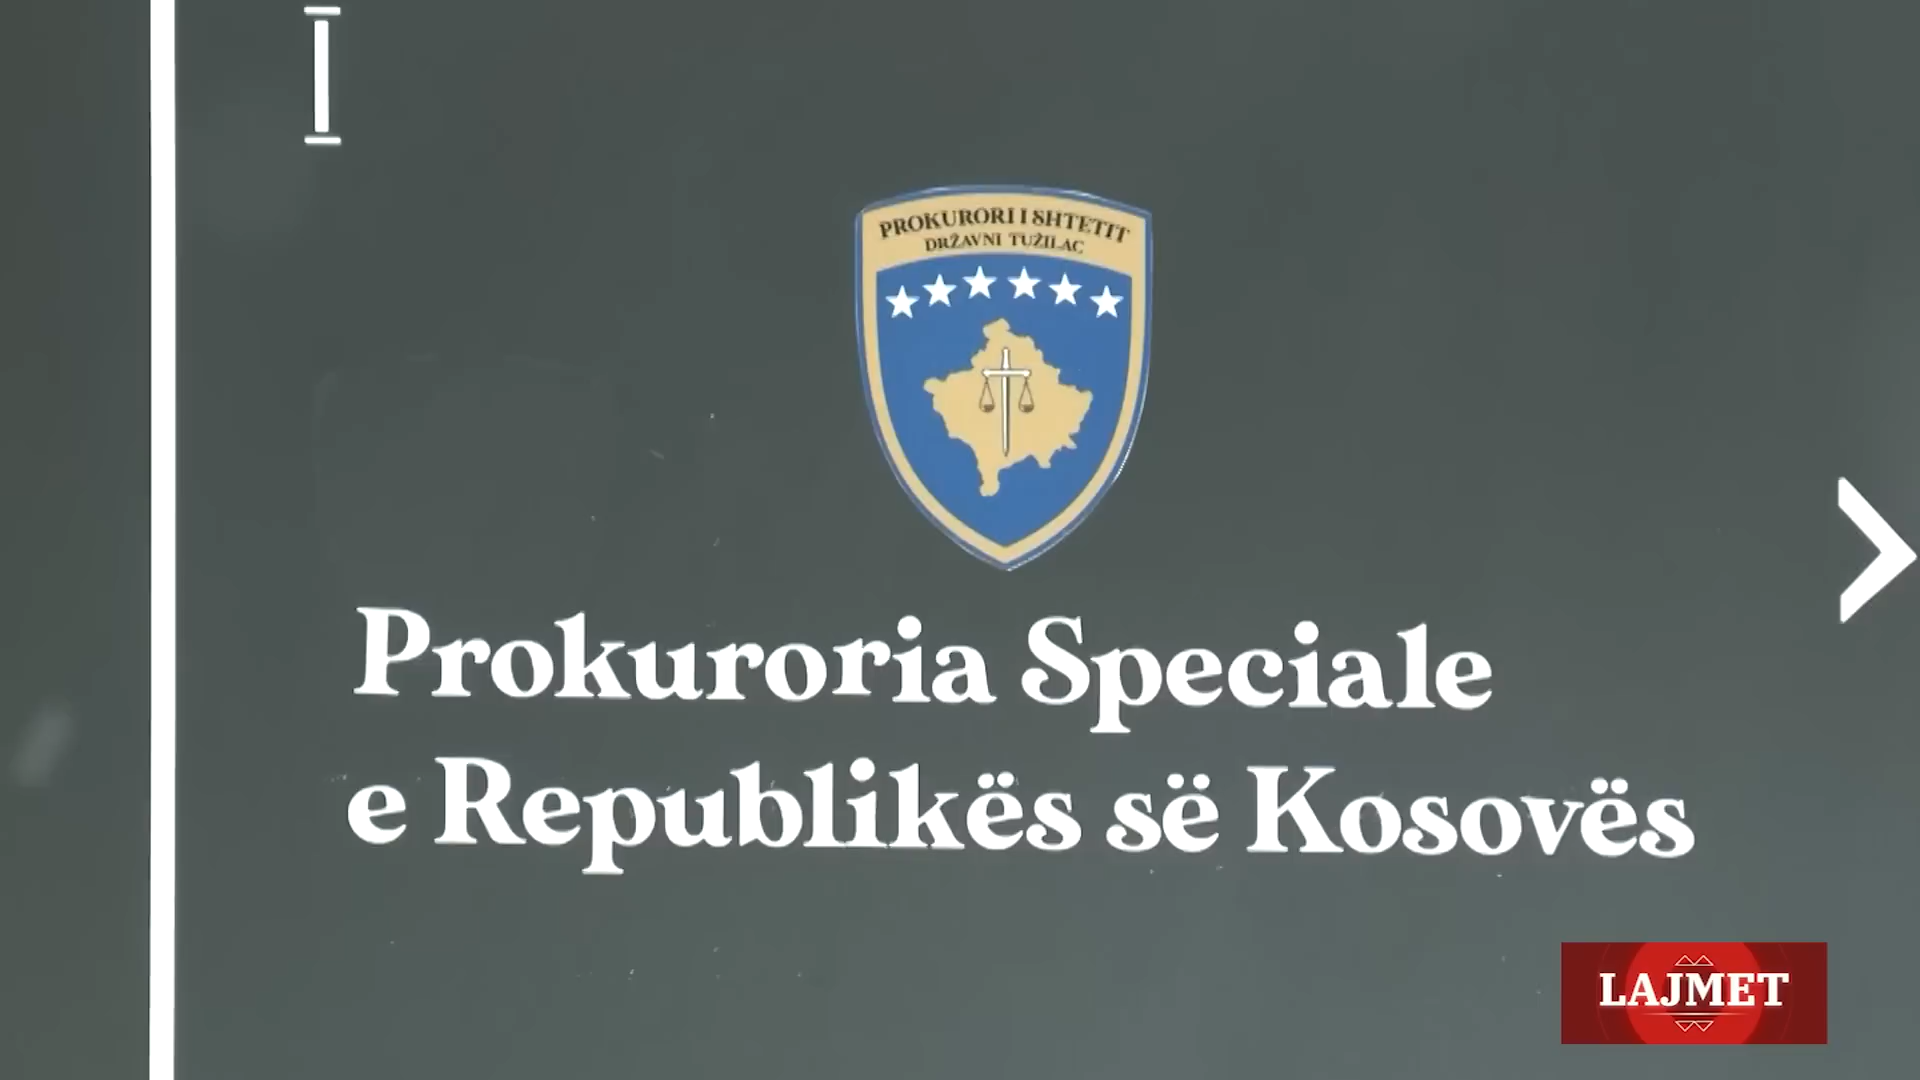 PROKURORI I SHTETIT
DRŽAVNI TUŽILAC
Prokuroria Speciale
e Republikës së Kosovës
LAJMET